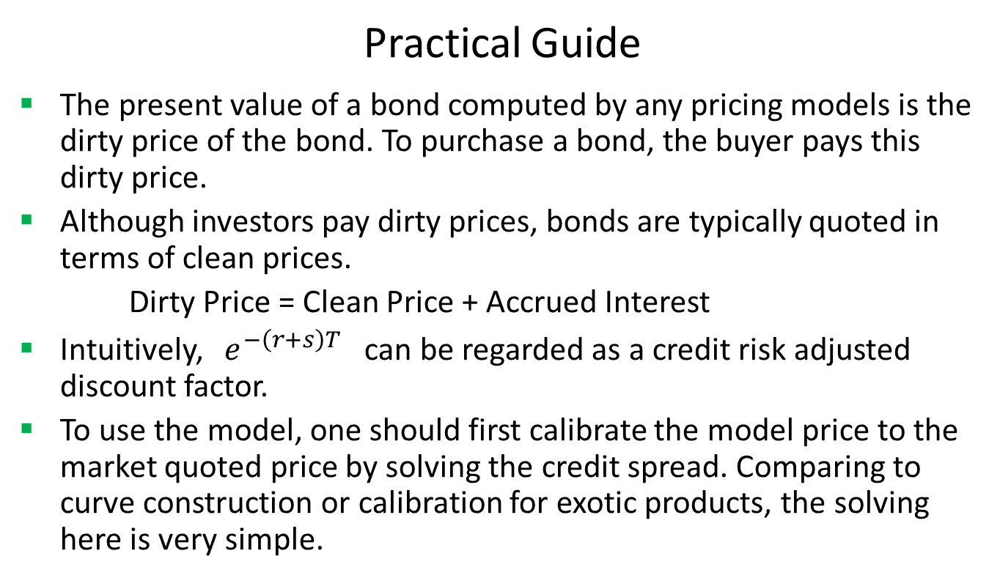 Practical Guide
▪ The present value of a bond computed by any pricing models is the
dirty price of the bond. To purchase a bond, the buyer pays this
dirty price.
▪ Although investors pay dirty prices, bonds are typically quoted in
terms of clean prices.
Dirty Price = Clean Price + Accrued Interest
▪ Intuitively, e^{−(r+s)T} can be regarded as a credit risk adjusted
discount factor.
▪ To use the model, one should first calibrate the model price to the
market quoted price by solving the credit spread. Comparing to
curve construction or calibration for exotic products, the solving
here is very simple.